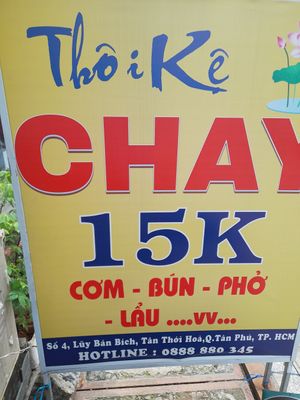 Thôi Kê
CHAY
15K
CƠM - BÚN - PHỞ
- LẨU ....vv...
Số 4, Lũy Bán Bích, Tân Thới Hoà,Q.Tân Phú, TP. HCM
HOTLINE : 0888 880 345